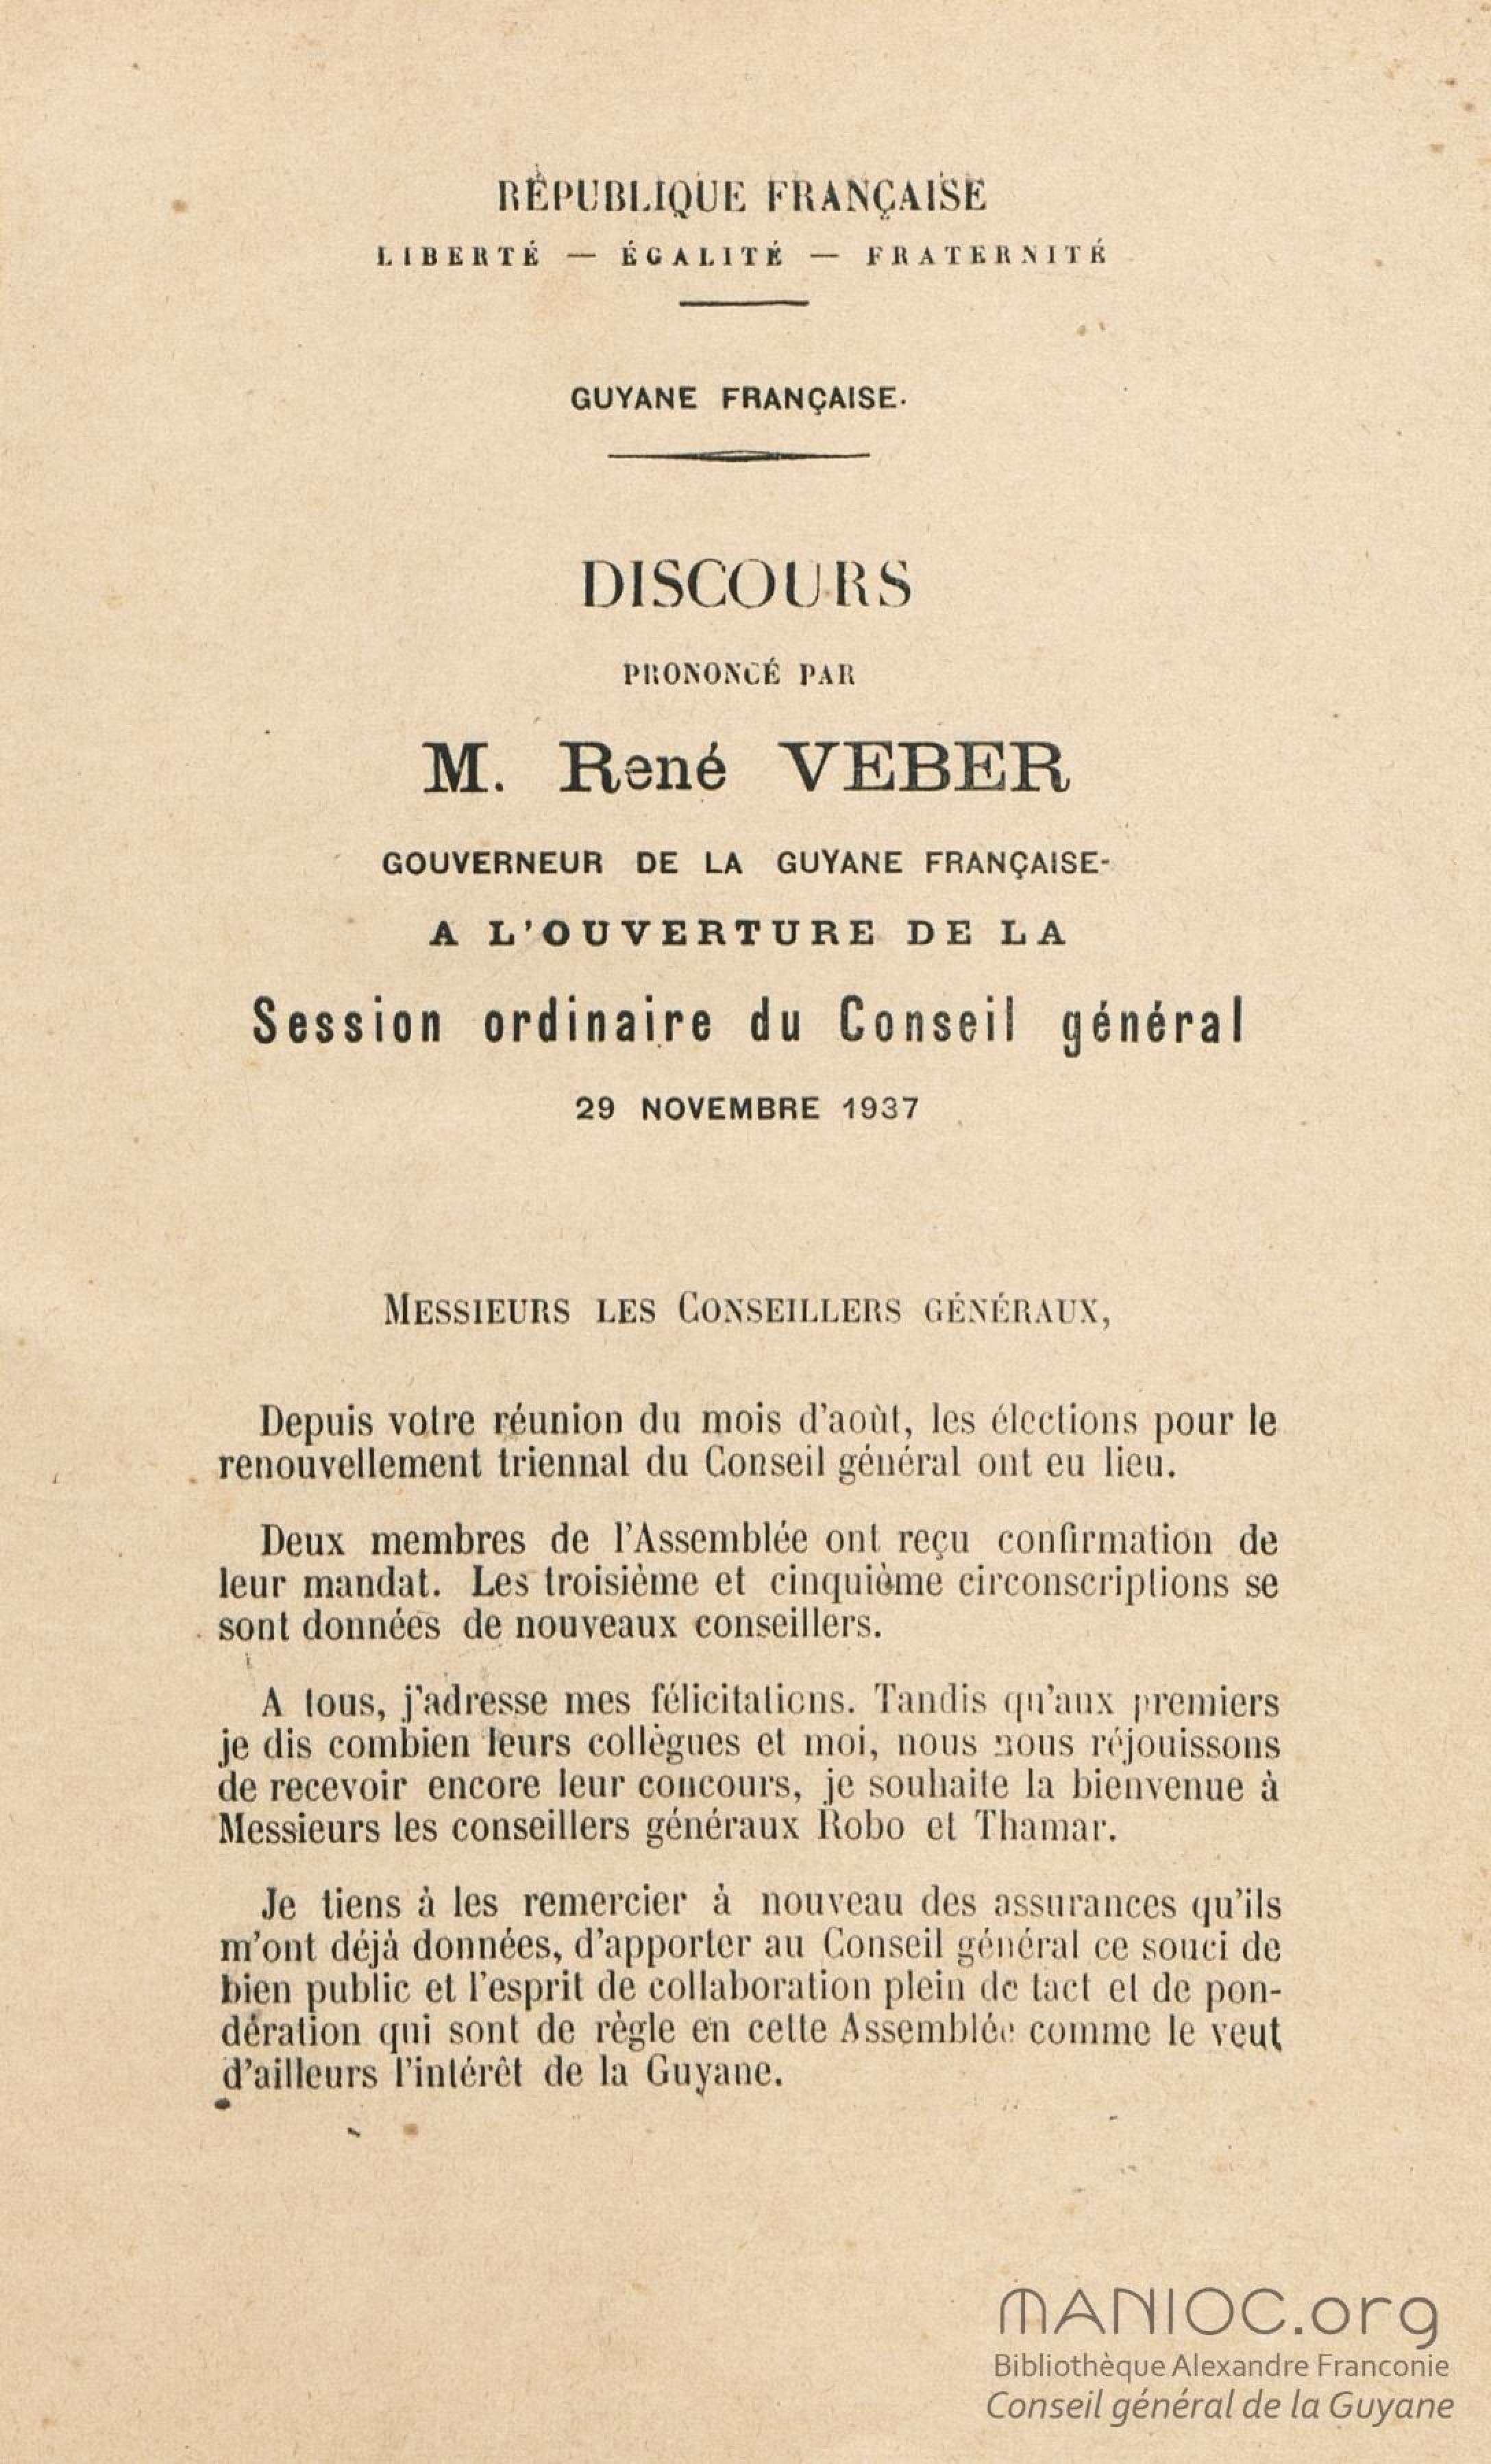 RÉPUBLIQUE FRANÇAISE
LIBERTÉ — ÉGALITÉ — FRATERNITÉ
GUYANE FRANÇAISE.
DISCOURS
PRONONCÉ PAR
M. René VEBER
GOUVERNEUR DE LA GUYANE FRANÇAISE-
A L'OUVERTURE DE LA
Session ordinaire du Conseil général
29 NOVEMBRE 1937
MESSIEURS LES CONSEILLERS GÉNÉRAUX,
Depuis votre réunion du mois d'août, les élections pour le
renouvellement triennal du Conseil général ont eu lieu.
Deux membres de l'Assemblée ont reçu confirmation de
leur mandat. Les troisième et cinquième circonscriptions se
sont données de nouveaux conseillers.
A tous, j'adresse mes félicitations. Tandis qu'aux premiers
je dis combien leurs collègues et moi, nous nous réjouissons
de recevoir encore leur concours, je souhaite la bienvenue à
Messieurs les conseillers généraux Robo et Thamar.
Je tiens à les remercier à nouveau des assurances qu'ils
m'ont déjà données, d'apporter au Conseil général ce souci de
bien public et l'esprit de collaboration plein de tact et de pon-
dération qui sont de règle en cette Assemblée comme le veut
d'ailleurs l'intérêt de la Guyane.
MANIOC.org
Bibliothèque Alexandre Franconie
Conseil général de la Guyane